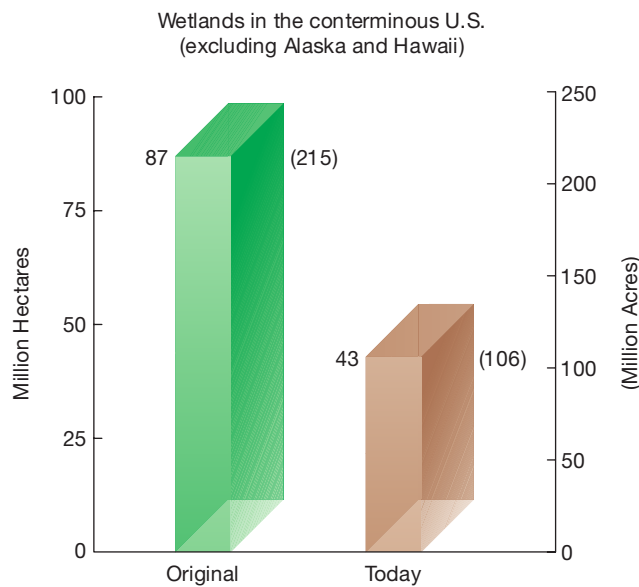 Wetlands in the conterminous U.S.
(excluding Alaska and Hawaii)
Million Hectares
100
75
50
25
0
87
(215)
43
(106)
250
200
150
100
50
0
(Million Acres)
Original
Today